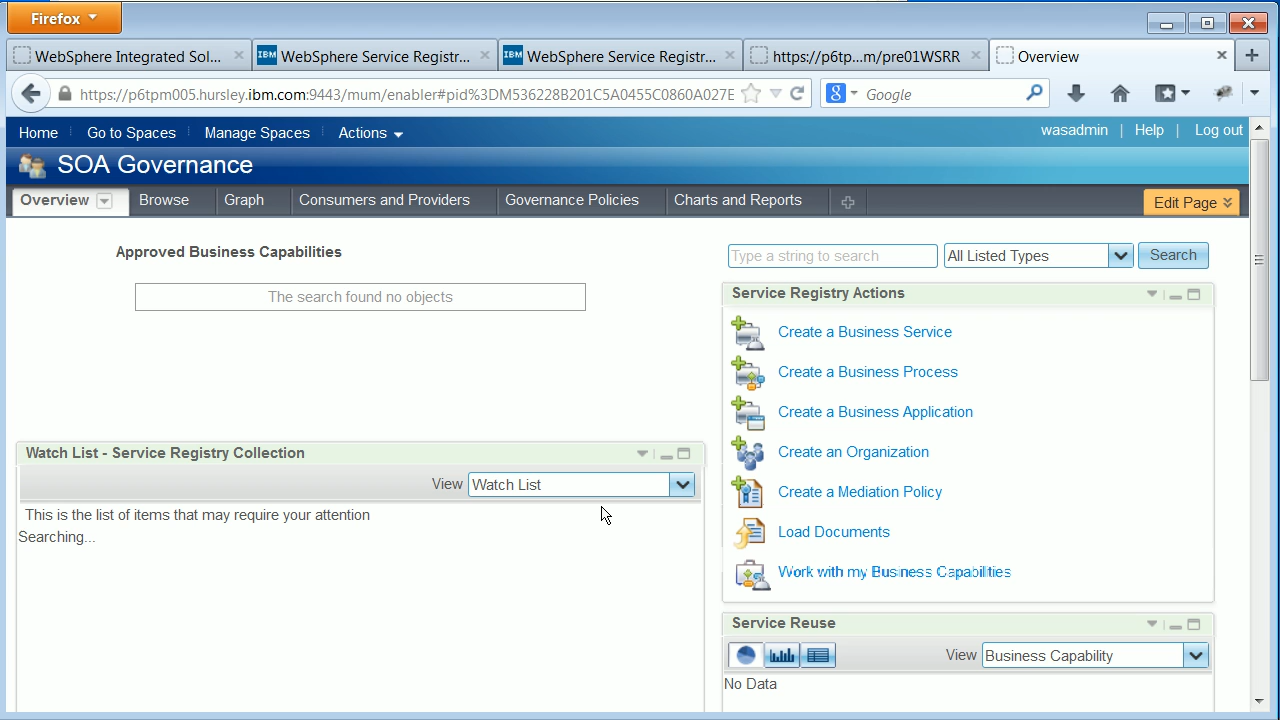 Firefox
WebSphere Integrated Sol...
IBM WebSphere Service Registr...
IBM WebSphere Service Registr...
https://p6tp...m/pre01WSRR
Overview
https://p6tpm005.hursley.ibm.com:9443/mum/enabler#pid%3DM536228B201C5A0455C0860A027E
Google
Home
Go to Spaces
Manage Spaces
Actions
wasadmin | Help | Log out
SOA Governance
Overview
Browse
Graph
Consumers and Providers
Governance Policies
Charts and Reports
Edit Page
Approved Business Capabilities
The search found no objects
Type a string to search
All Listed Types
Search
Service Registry Actions
Create a Business Service
Create a Business Process
Create a Business Application
Create an Organization
Create a Mediation Policy
Load Documents
Work with my Business Capabilities
Watch List - Service Registry Collection
View Watch List
This is the list of items that may require your attention
Searching...
Service Reuse
View Business Capability
No Data